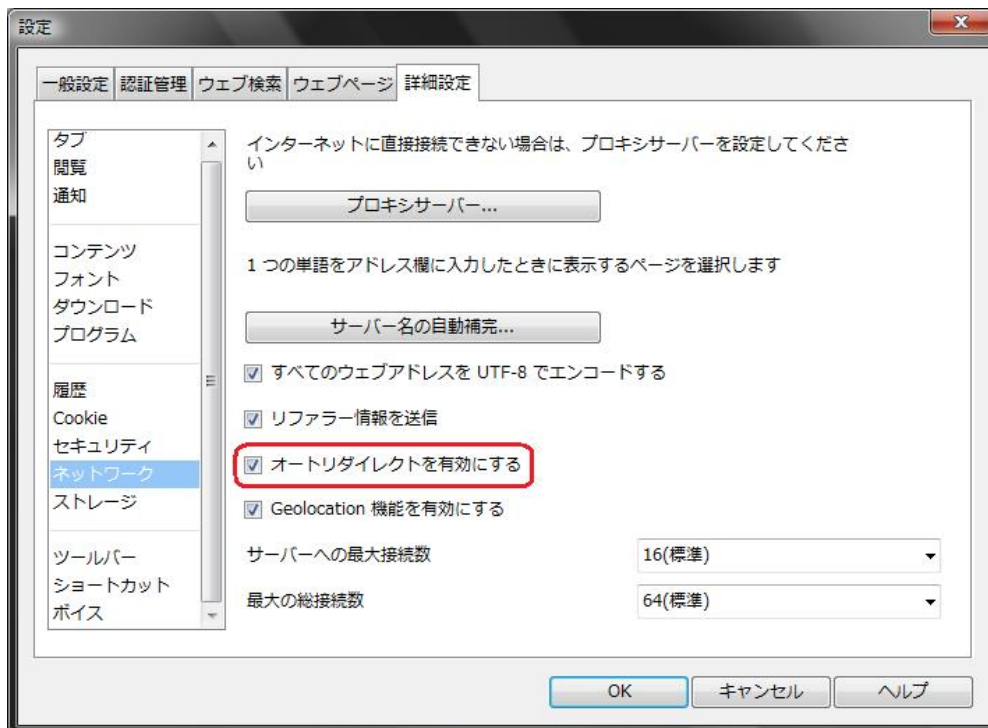 設定
一般設定 認証管理 ウェブ検索 ウェブページ 詳細設定
タブ
閲覧
通知
コンテンツ
フォント
ダウンロード
プログラム
履歴
Cookie
セキュリティ
ネットワーク
ストレージ
ツールバー
ショートカット
ボイス
インターネットに直接接続できない場合は、プロキシサーバーを設定してくださ
い
プロキシサーバー...
1 つの単語をアドレス欄に入力したときに表示するページを選択します
サーバー名の自動補完...
すべてのウェブアドレスを UTF-8 でエンコードする
リファラー情報を送信
オートリダイレクトを有効にする
Geolocation 機能を有効にする
サーバーへの最大接続数 16(標準)
最大の総接続数 64(標準)
OK キャンセル ヘルプ